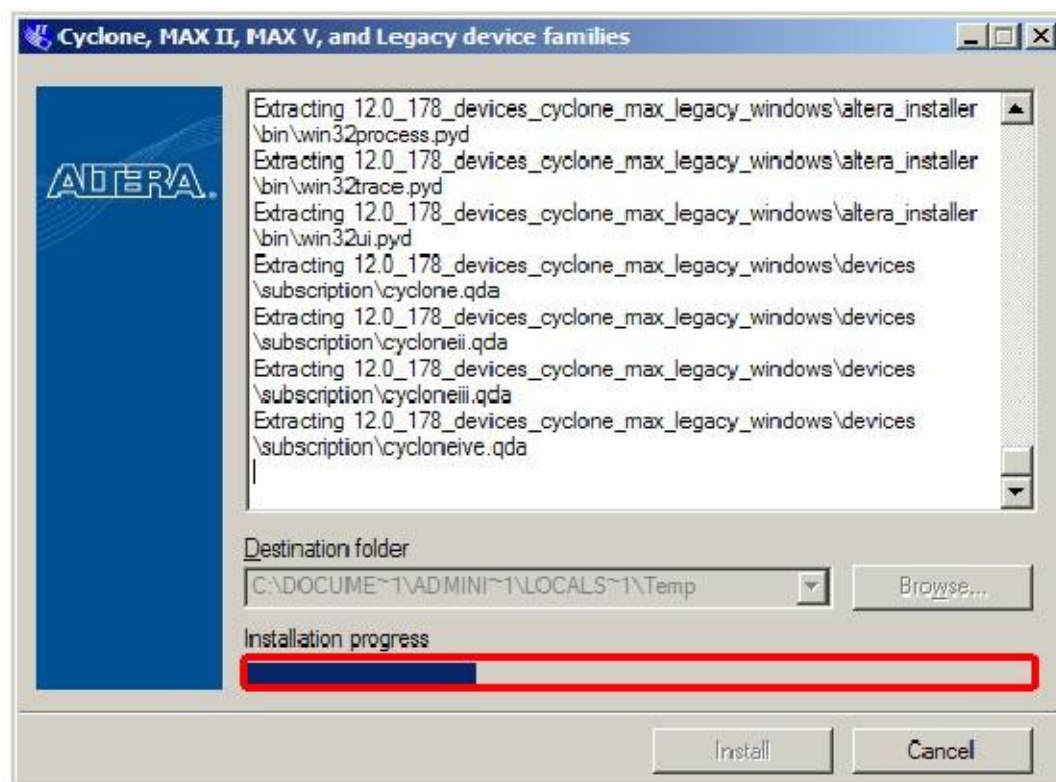 Cyclone, MAX II, MAX V, and Legacy device families
ALTERA.
Extracting 12.0_178_devices_cyclone_max_legacy_windows\altera_installer
\bin\win32process.pyd
Extracting 12.0_178_devices_cyclone_max_legacy_windows\altera_installer
\bin\win32trace.pyd
Extracting 12.0_178_devices_cyclone_max_legacy_windows\altera_installer
\bin\win32ui.pyd
Extracting 12.0_178_devices_cyclone_max_legacy_windows\devices
\subscription\cyclone.qda
Extracting 12.0_178_devices_cyclone_max_legacy_windows\devices
\subscription\cycloneii.qda
Extracting 12.0_178_devices_cyclone_max_legacy_windows\devices
\subscription\cycloneiii.qda
Extracting 12.0_178_devices_cyclone_max_legacy_windows\devices
\subscription\cycloneive.qda
Destination folder
C:\DOCUME~1\ADMINI~1\LOCALS~1\Temp
Browse...
Installation progress
Install
Cancel